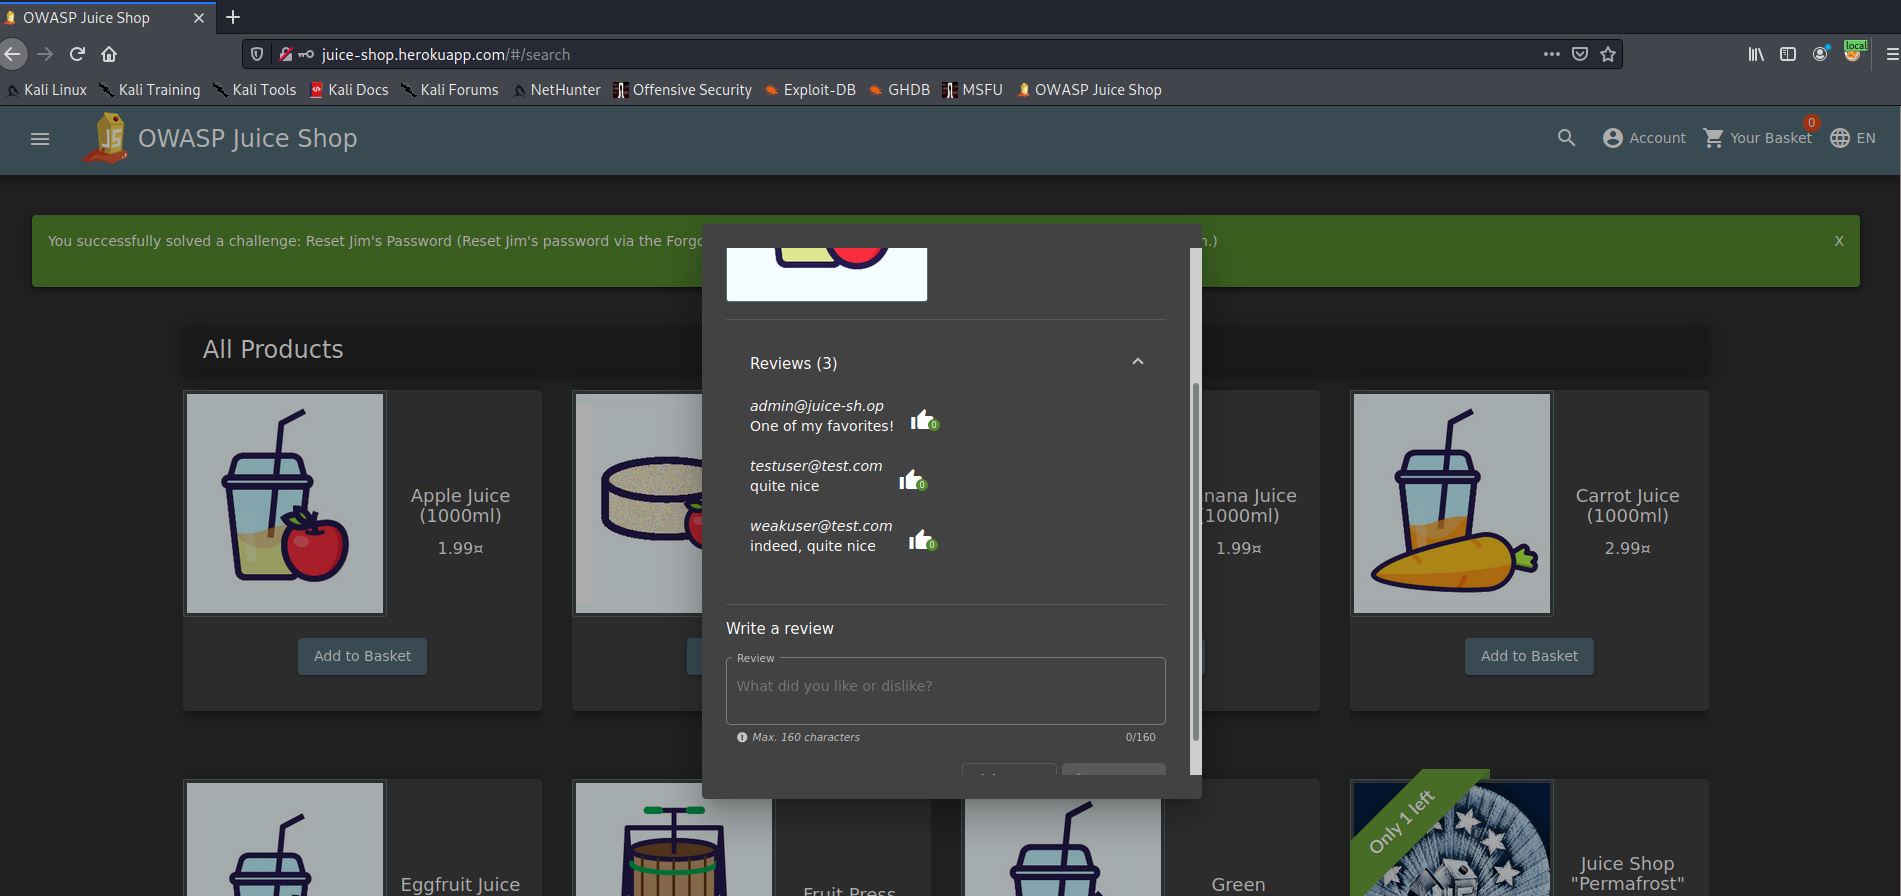 OWASP Juice Shop
juice-shop.herokuapp.com/#/search
local
Kali Linux Kali Training Kali Tools Kali Docs Kali Forums NetHunter Offensive Security Exploit-DB GHDB MSFU OWASP Juice Shop
OWASP Juice Shop
Account
Your Basket
0
EN
You successfully solved a challenge: Reset Jim's Password (Reset Jim's password via the
n.)
X
All Products
Apple Juice
(1000ml)
1.99¤
Add to Basket
Reviews (3)
admin@juice-sh.op
One of my favorites!
0
testuser@test.com
quite nice
0
weakuser@test.com
indeed, quite nice
0
Write a review
Review
What did you like or dislike?
Max. 160 characters
0/160
nana Juice
1000ml)
1.99¤
Carrot Juice
(1000ml)
2.99¤
Add to Basket
Eggfruit Juice
Fruit Press
Green
Only 1 left
Juice Shop
"Permafrost"